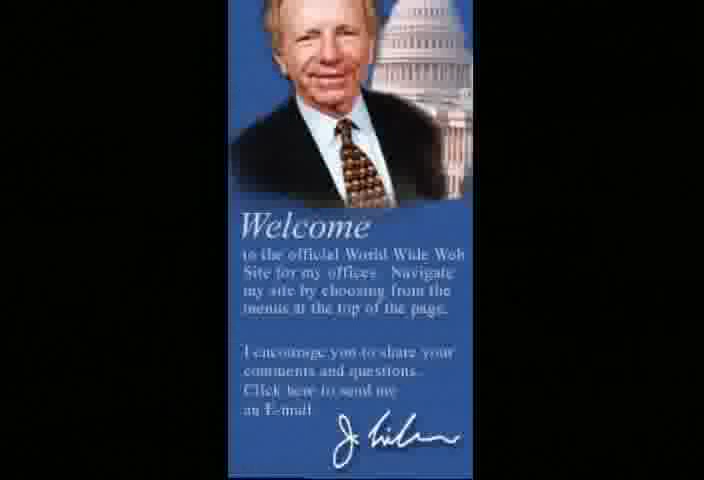 Welcome
to the official World Wide Web
Site for my offices. Navigate
my site by choosing from the
menus at the top of the page.
I encourage you to share your
comments and questions.
Click here to send me
an E-mail